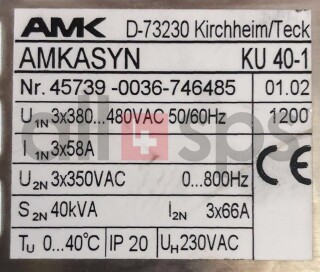 AMK D-73230 Kirchheim/Teck
AMKASYN KU 40-1
Nr. 45739 -0036-746485 01.02
U1N 3x380...480VAC 50/60Hz 1200
I1N 3x58A
U2N 3x350VAC 0...800Hz
S2N 40kVA I2N 3x66A
TU 0...40°C IP 20 UH 230VAC
CE
all sps